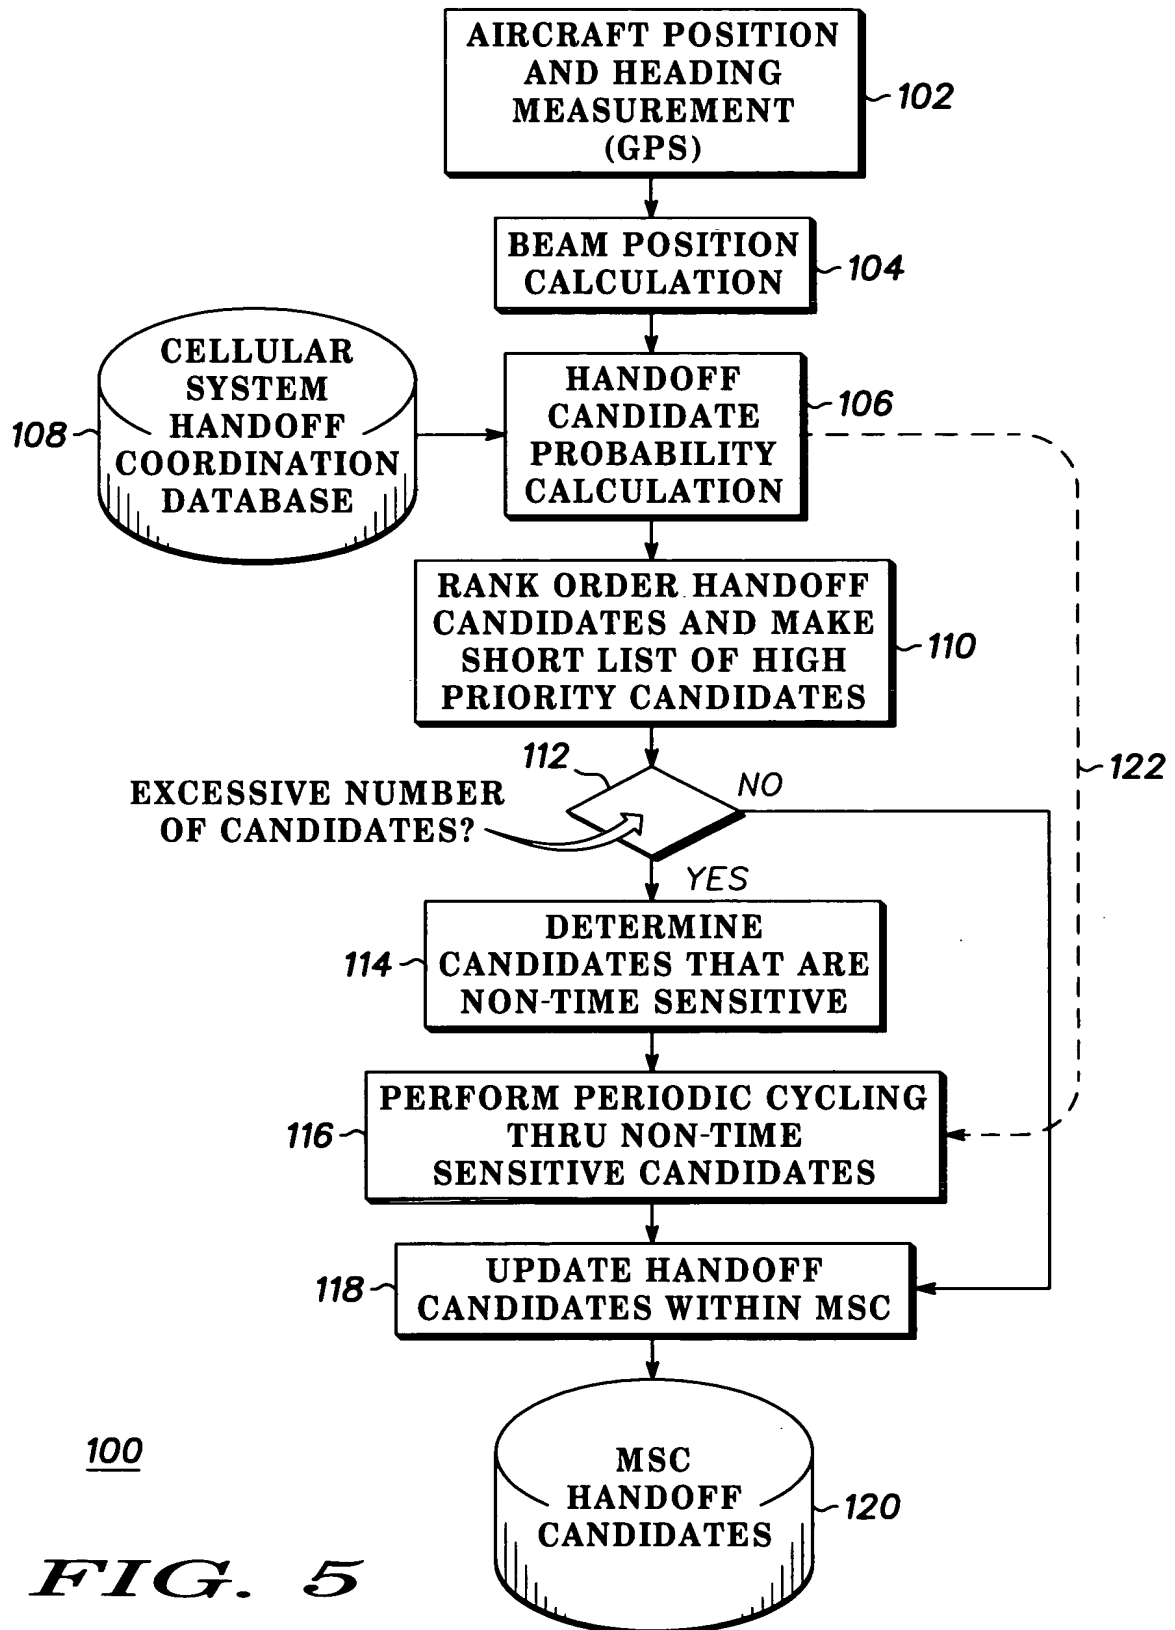 AIRCRAFT POSITION
AND HEADING
MEASUREMENT
(GPS)
102
BEAM POSITION
CALCULATION
104
CELLULAR
SYSTEM
HANDOFF
COORDINATION
DATABASE
108
HANDOFF
CANDIDATE
PROBABILITY
CALCULATION
106
RANK ORDER HANDOFF
CANDIDATES AND MAKE
SHORT LIST OF HIGH
PRIORITY CANDIDATES
110
112
NO
122
EXCESSIVE NUMBER
OF CANDIDATES?
YES
DETERMINE
CANDIDATES THAT ARE
NON-TIME SENSITIVE
114
PERFORM PERIODIC CYCLING
THRU NON-TIME
SENSITIVE CANDIDATES
116
UPDATE HANDOFF
CANDIDATES WITHIN MSC
118
MSC
HANDOFF
CANDIDATES
120
100
FIG. 5